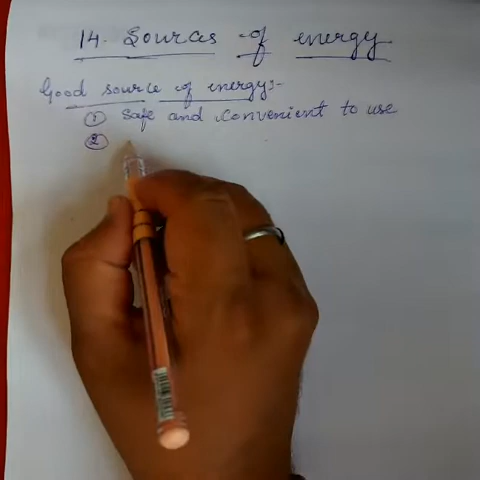 14. Sources of energy
Good source of energy:-
① Safe and convenient to use
②